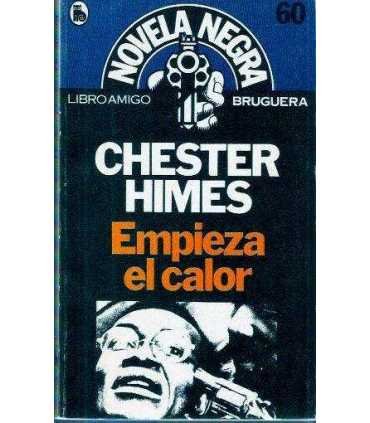 60
NOVELA NEGRA
LIBRO AMIGO
BRUGUERA
CHESTER
HIMES
Empieza
el calor